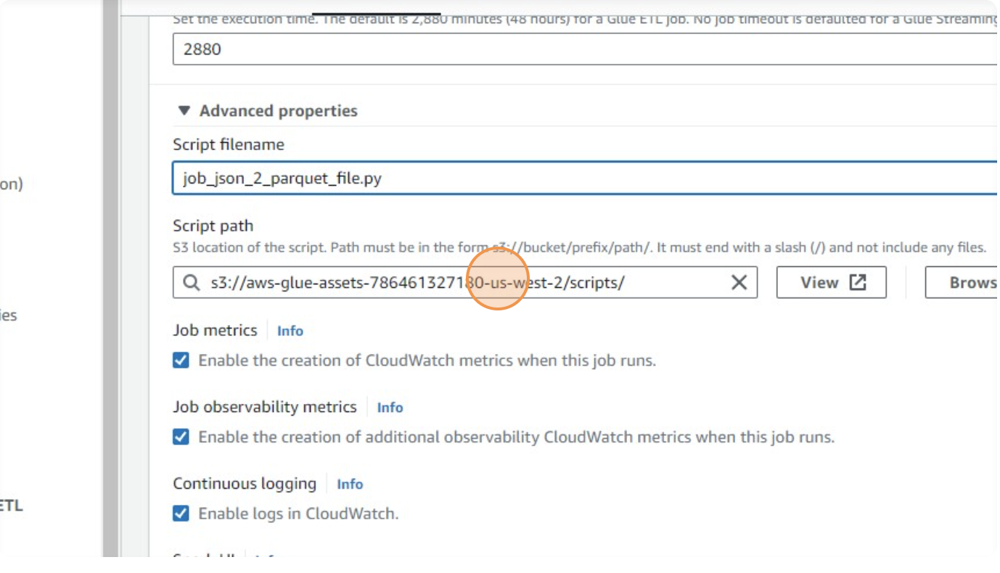 Set the execution time. The default is 2,880 minutes (48 hours) for a Glue ETL job. No job timeout is defaulted for a Glue Streaming
2880
Advanced properties
Script filename
job_json_2_parquet_file.py
on)
Script path
S3 location of the script. Path must be in the form s3://bucket/prefix/path/. It must end with a slash (/) and not include any files.
s3://aws-glue-assets-786461327180-us-west-2/scripts/
View
Brows
ies
Job metrics Info
Enable the creation of CloudWatch metrics when this job runs.
Job observability metrics Info
Enable the creation of additional observability CloudWatch metrics when this job runs.
Continuous logging Info
ETL
Enable logs in CloudWatch.